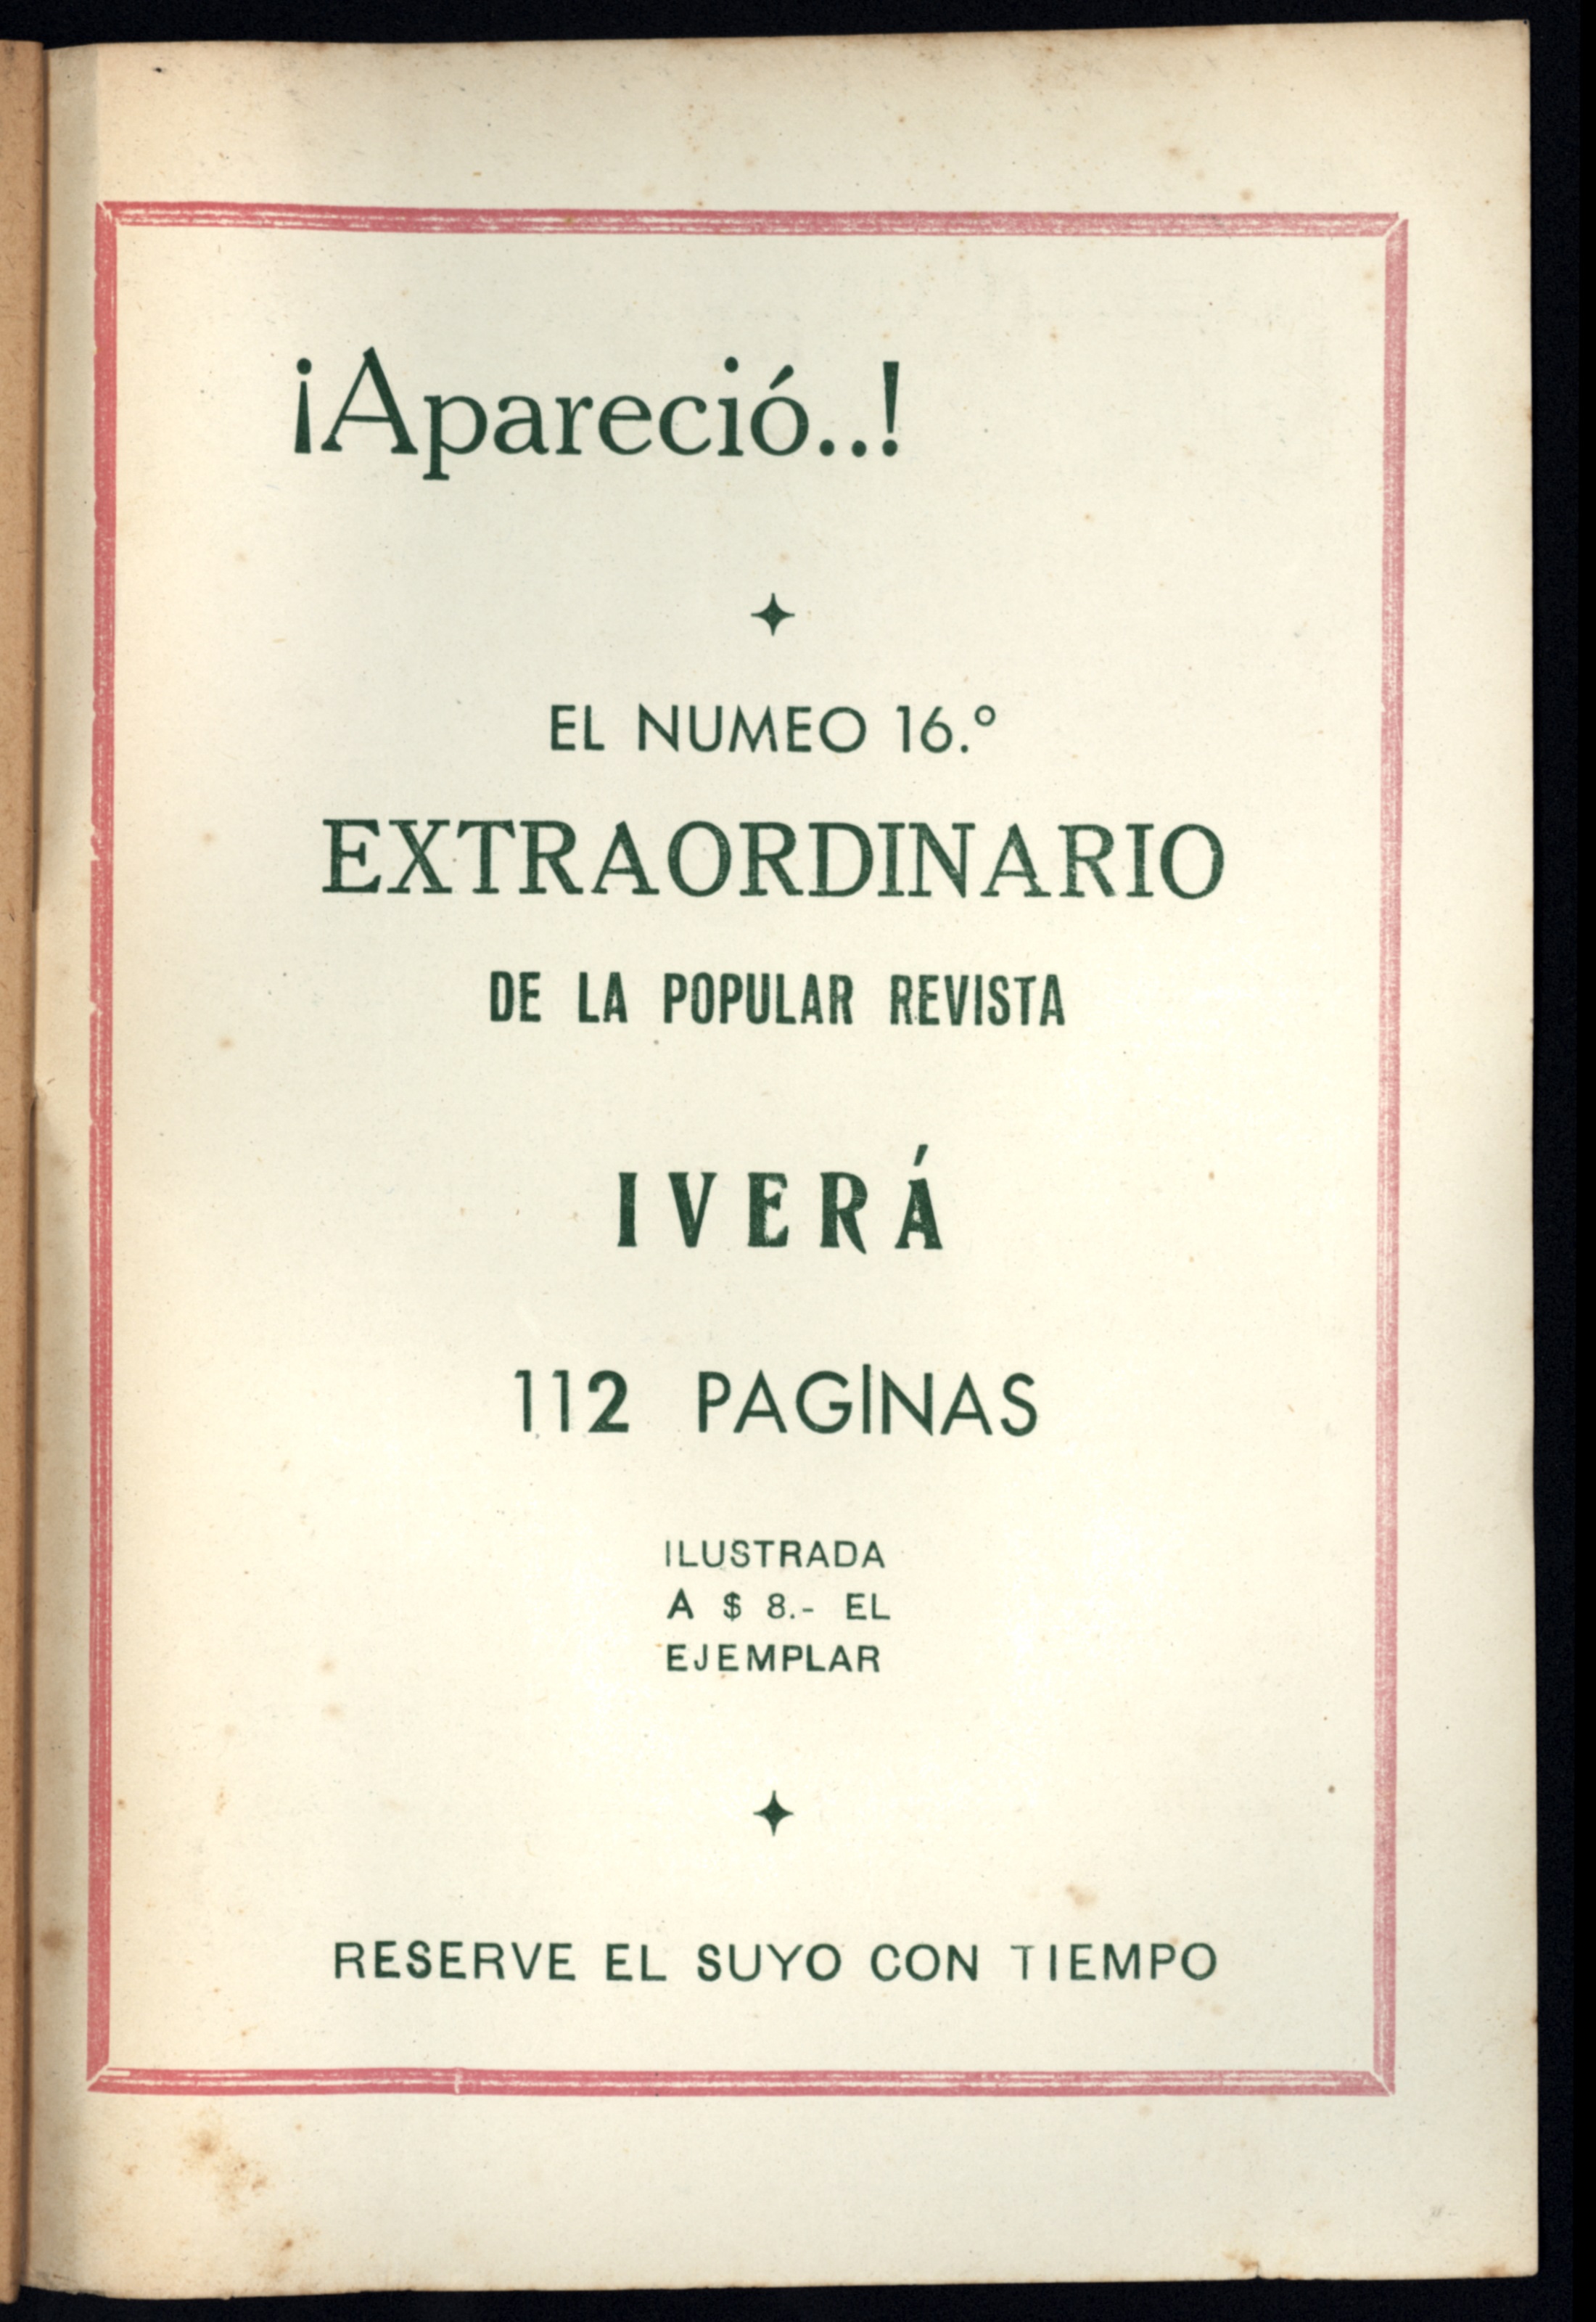 ¡Apareció..!
EL NUMEO 16.º
EXTRAORDINARIO
DE LA POPULAR REVISTA
IVERÁ
112 PAGINAS
ILUSTRADA
A $ 8.- EL
EJEMPLAR
RESERVE EL SUYO CON TIEMPO